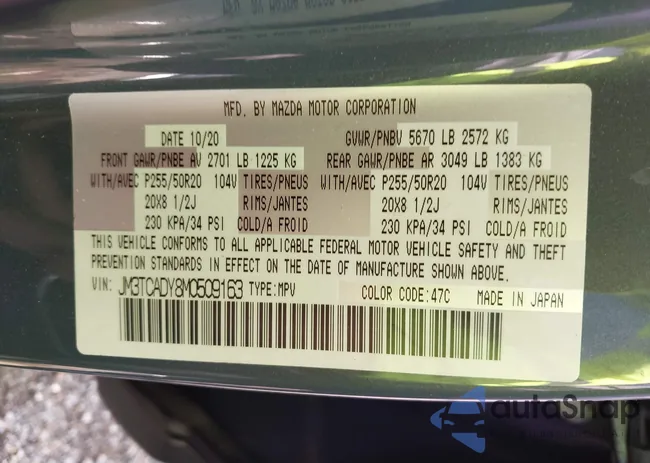 MFD. BY MAZDA MOTOR CORPORATION
DATE 10/20 GVWR/PNBV 5670 LB 2572 KG
FRONT GAWR/PNBE AV 2701 LB 1225 KG REAR GAWR/PNBE AR 3049 LB 1383 KG
WITH/AVEC P255/50R20 104V TIRES/PNEUS WITH/AVEC P255/50R20 104V TIRES/PNEUS
20X8 1/2J RIMS/JANTES 20X8 1/2J RIMS/JANTES
230 KPA/34 PSI COLD/A FROID 230 KPA/34 PSI COLD/A FROID
THIS VEHICLE CONFORMS TO ALL APPLICABLE FEDERAL MOTOR VEHICLE SAFETY AND THEFT
PREVENTION STANDARDS IN EFFECT ON THE DATE OF MANUFACTURE SHOWN ABOVE.
VIN: JM3TCADY8M0509163 TYPE:MPV COLOR CODE:47C MADE IN JAPAN
autoSnap